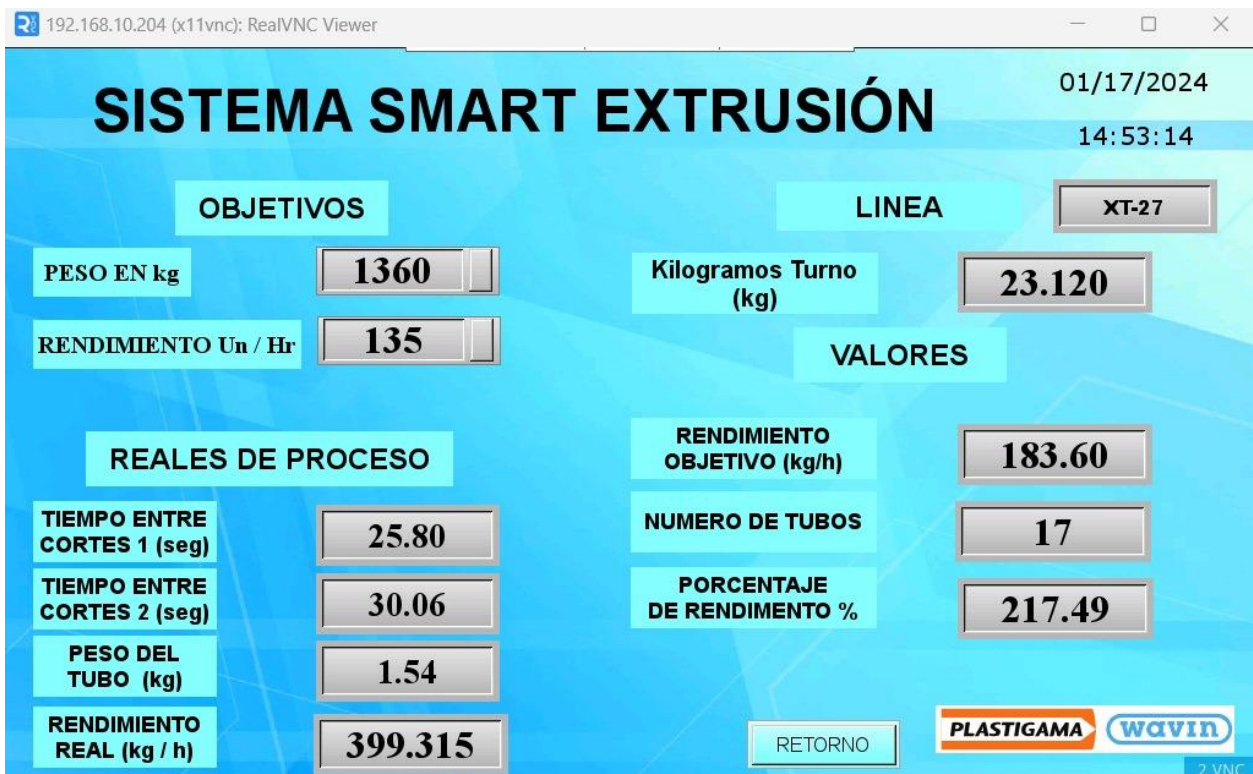 192.168.10.204 (x11vnc): RealVNC Viewer
SISTEMA SMART EXTRUSIÓN
01/17/2024
14:53:14
OBJETIVOS
PESO EN kg
1360
RENDIMIENTO Un / Hr
135
LINEA
XT-27
Kilogramos Turno
(kg)
23.120
VALORES
RENDIMIENTO
OBJETIVO (kg/h)
183.60
NUMERO DE TUBOS
17
PORCENTAJE
DE RENDIMENTO %
217.49
REALES DE PROCESO
TIEMPO ENTRE
CORTES 1 (seg)
25.80
TIEMPO ENTRE
CORTES 2 (seg)
30.06
PESO DEL
TUBO (kg)
1.54
RENDIMIENTO
REAL (kg / h)
399.315
RETORNO
PLASTIGAMA
wavin
2 VNC